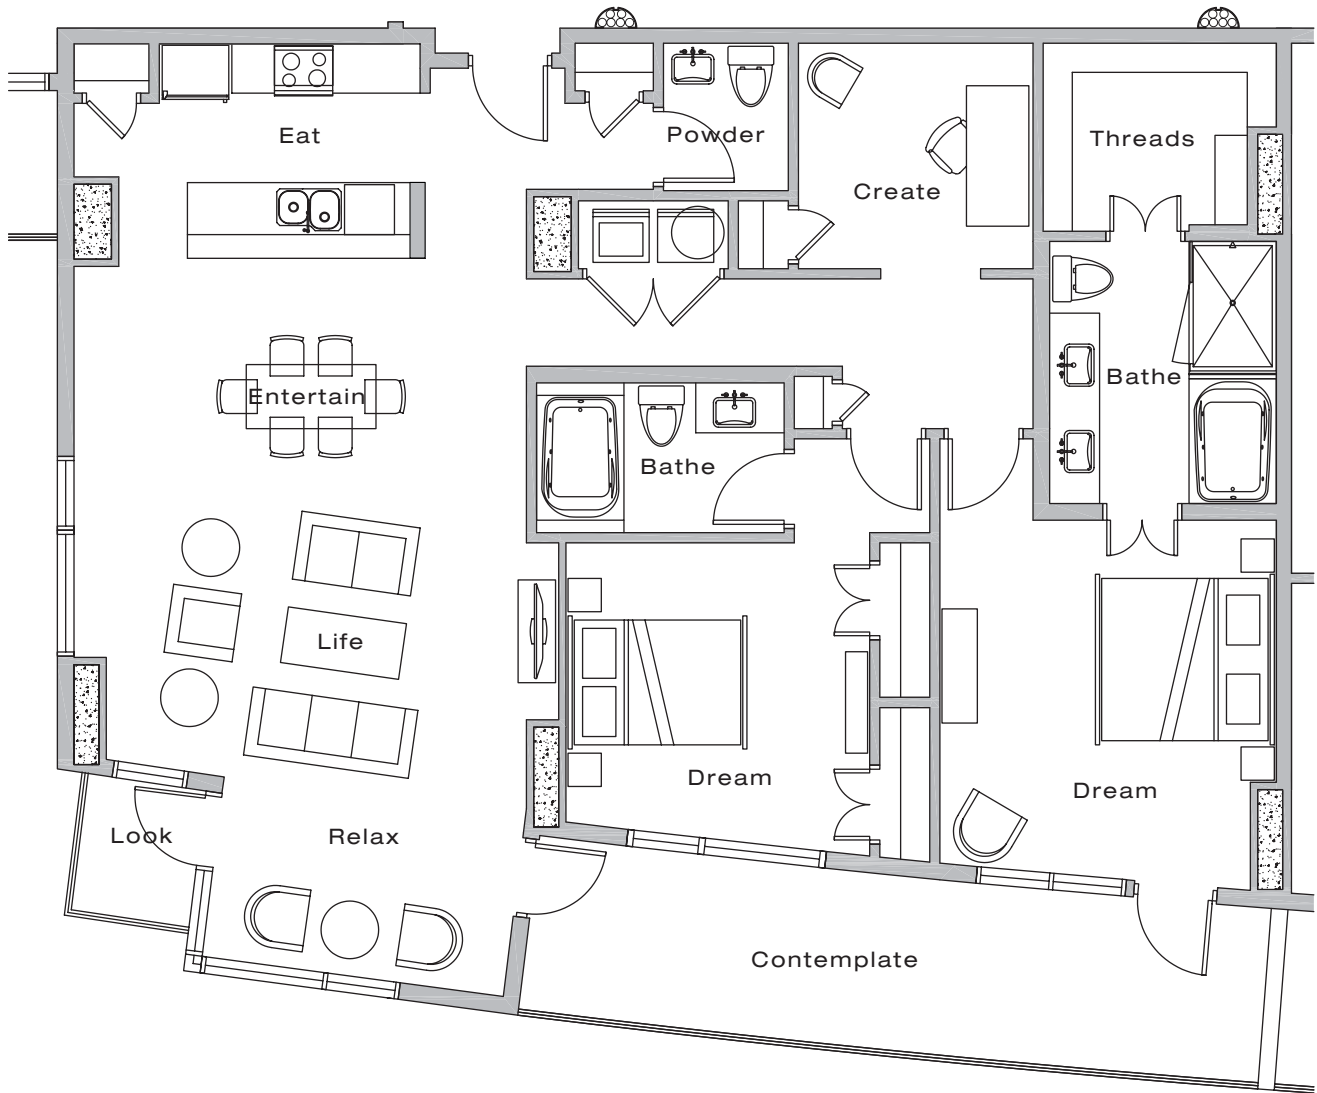 Eat
Powder
Threads
Create
Bathe
Entertain
Bathe
Life
Dream
Dream
Look
Relax
Contemplate